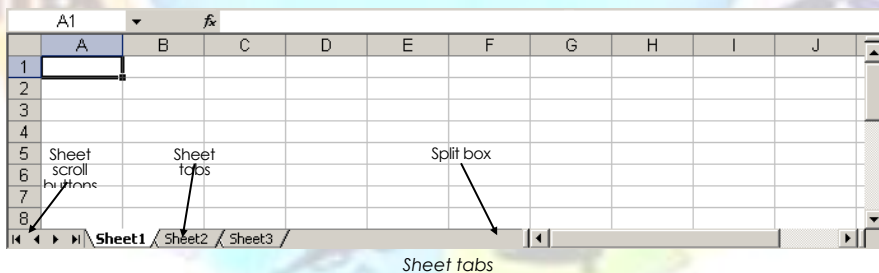 A1 fx
A B C D E F G H I J
1
2
3
4
5 Sheet Sheet Split box
6 scroll tabs
buttons
7
8
Sheet1 Sheet2 Sheet3
Sheet tabs